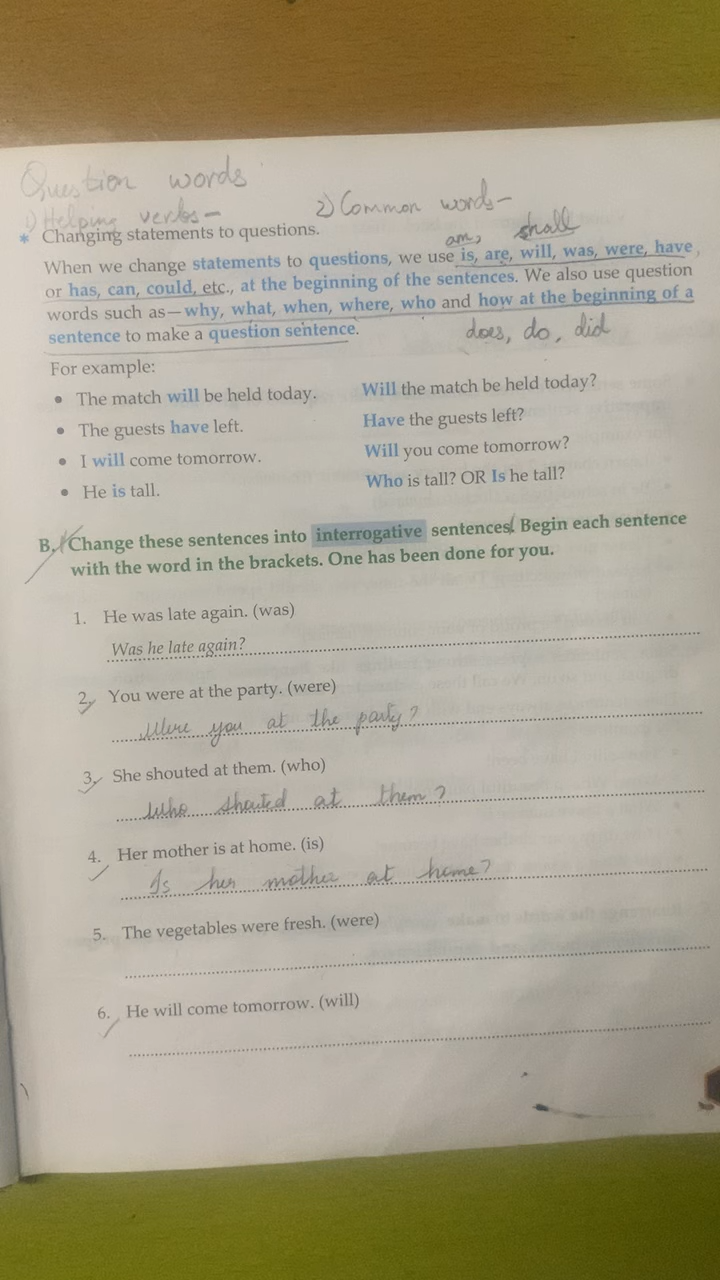 Question words
1) Helping verbs- 2) Common words-
* Changing statements to questions.
am, shall
When we change statements to questions, we use is, are, will, was, were, have,
or has, can, could, etc., at the beginning of the sentences. We also use question
words such as—why, what, when, where, who and how at the beginning of a
sentence to make a question sentence.
does, do, did
For example:
• The match will be held today. Will the match be held today?
• The guests have left. Have the guests left?
• I will come tomorrow. Will you come tomorrow?
• He is tall. Who is tall? OR Is he tall?
B. Change these sentences into interrogative sentences. Begin each sentence
with the word in the brackets. One has been done for you.
1. He was late again. (was)
Was he late again?
2. You were at the party. (were)
Were you at the party?
3. She shouted at them. (who)
Who shouted at them?
4. Her mother is at home. (is)
Is her mother at home?
5. The vegetables were fresh. (were)
6. He will come tomorrow. (will)